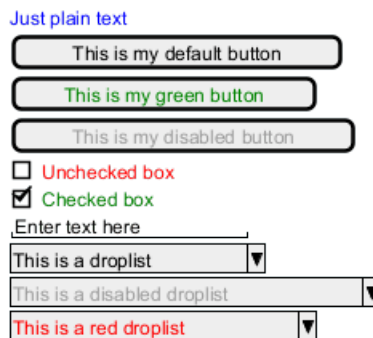 Just plain text
This is my default button
This is my green button
This is my disabled button
Unchecked box
Checked box
Enter text here
This is a droplist
This is a disabled droplist
This is a red droplist